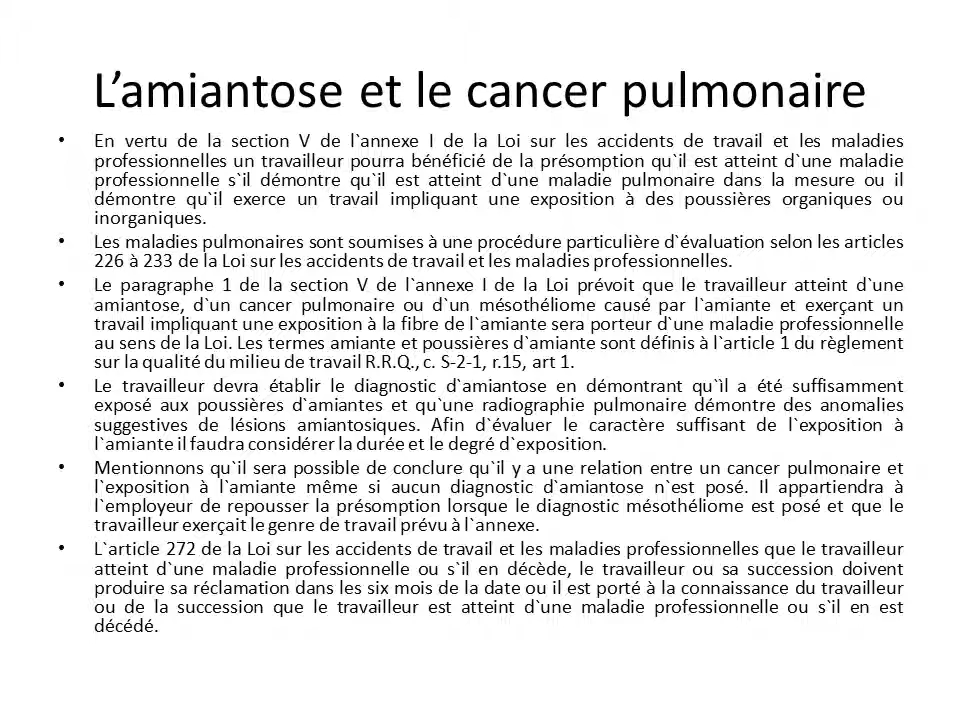 L’amiantose et le cancer pulmonaire
• En vertu de la section V de l`annexe I de la Loi sur les accidents de travail et les maladies
professionnelles un travailleur pourra bénéficié de la présomption qu`il est atteint d`une maladie
professionnelle s`il démontre qu`il est atteint d`une maladie pulmonaire dans la mesure ou il
démontre qu`il exerce un travail impliquant une exposition à des poussières organiques ou
inorganiques.
• Les maladies pulmonaires sont soumises à une procédure particulière d`évaluation selon les articles
226 à 233 de la Loi sur les accidents de travail et les maladies professionnelles.
• Le paragraphe 1 de la section V de l`annexe I de la Loi prévoit que le travailleur atteint d`une
amiantose, d`un cancer pulmonaire ou d`un mésothéliome causé par l`amiante et exerçant un
travail impliquant une exposition à la fibre de l`amiante sera porteur d`une maladie professionnelle
au sens de la Loi. Les termes amiante et poussières d`amiante sont définis à l`article 1 du règlement
sur la qualité du milieu de travail R.R.Q., c. S-2-1, r.15, art 1.
• Le travailleur devra établir le diagnostic d`amiantose en démontrant qu`ìl a été suffisamment
exposé aux poussières d`amiantes et qu`une radiographie pulmonaire démontre des anomalies
suggestives de lésions amiantosiques. Afin d`évaluer le caractère suffisant de l`exposition à
l`amiante il faudra considérer la durée et le degré d`exposition.
• Mentionnons qu`il sera possible de conclure qu`il y a une relation entre un cancer pulmonaire et
l`exposition à l`amiante même si aucun diagnostic d`amiantose n`est posé. Il appartiendra à
l`employeur de repousser la présomption lorsque le diagnostic mésothéliome est posé et que le
travailleur exerçait le genre de travail prévu à l`annexe.
• L`article 272 de la Loi sur les accidents de travail et les maladies professionnelles que le travailleur
atteint d`une maladie professionnelle ou s`il en décède, le travailleur ou sa succession doivent
produire sa réclamation dans les six mois de la date ou il est porté à la connaissance du travailleur
ou de la succession que le travailleur est atteint d`une maladie professionnelle ou s`il en est
décédé.